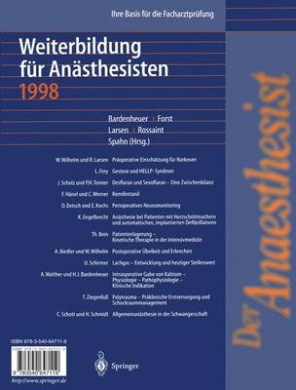 Ihre Basis für die Facharztprüfung
Weiterbildung
für Anästhesisten
1998
Bardenheuer Forst
Larsen Rossaint
Spahn (Hrsg.)
W. Wilhelm und R. Larsen Präoperative Einschätzung für Narkosen
L. Frey Gestose und HELLP-Syndrom
J. Scholz und P.H. Tonner Desfluran und Sevofluran – Eine Zwischenbilanz
F. Hänel und C. Werner Remifentanil
O. Detsch und E. Kochs Perioperatives Neuromonitoring
K. Engelbrecht Anästhesie bei Patienten mit Herzschrittmachern
und automatischen, implantierten Defibrillatoren
Th. Bein Patientenlagerung –
Kinetische Therapie in der Intensivmedizin
A. Biedler und W. Wilhelm Postoperative Übelkeit und Erbrechen
U. Schirmer Lachgas – Entwicklung und heutiger Stellenwert
A. Walther und H.J. Bardenheuer Intraoperative Gabe von Kalzium –
Physiologie – Pathophysiologie –
Klinische Indikation
T. Ziegenfuß Polytrauma – Präklinische Erstversorgung und
Schockraummanagement
C. Schott und H. Schmidt Allgemeinanästhesie in der Schwangerschaft
Der Anaesthesist
ISBN 978-3-540-64711-9
9 783540 647119
Springer